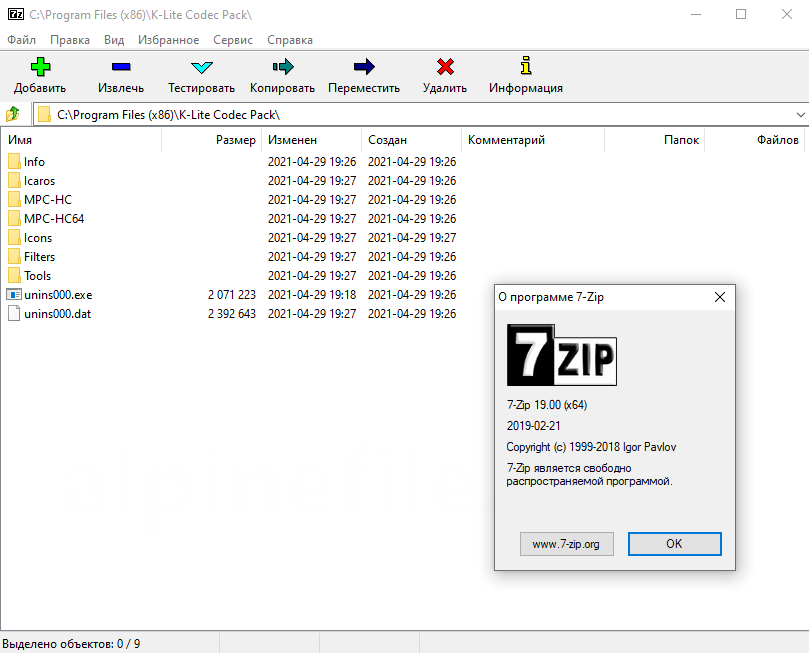 7z C:\Program Files (x86)\K-Lite Codec Pack\
Файл Правка Вид Избранное Сервис Справка
Добавить Извлечь Тестировать Копировать Переместить Удалить Информация
C:\Program Files (x86)\K-Lite Codec Pack\
Имя Размер Изменен Создан Комментарий Папок Файлов
Info 2021-04-29 19:26 2021-04-29 19:26
Icaros 2021-04-29 19:27 2021-04-29 19:26
MPC-HC 2021-04-29 19:27 2021-04-29 19:26
MPC-HC64 2021-04-29 19:27 2021-04-29 19:26
Icons 2021-04-29 19:27 2021-04-29 19:27
Filters 2021-04-29 19:27 2021-04-29 19:26
Tools 2021-04-29 19:27 2021-04-29 19:26
unins000.exe 2 071 223 2021-04-29 19:18 2021-04-29 19:26
unins000.dat 2 392 643 2021-04-29 19:27 2021-04-29 19:26
О программе 7-Zip
7ZIP
7-Zip 19.00 (x64)
2019-02-21
Copyright (c) 1999-2018 Igor Pavlov
7-Zip является свободно
распространяемой программой.
www.7-zip.org OK
Выделено объектов: 0 / 9